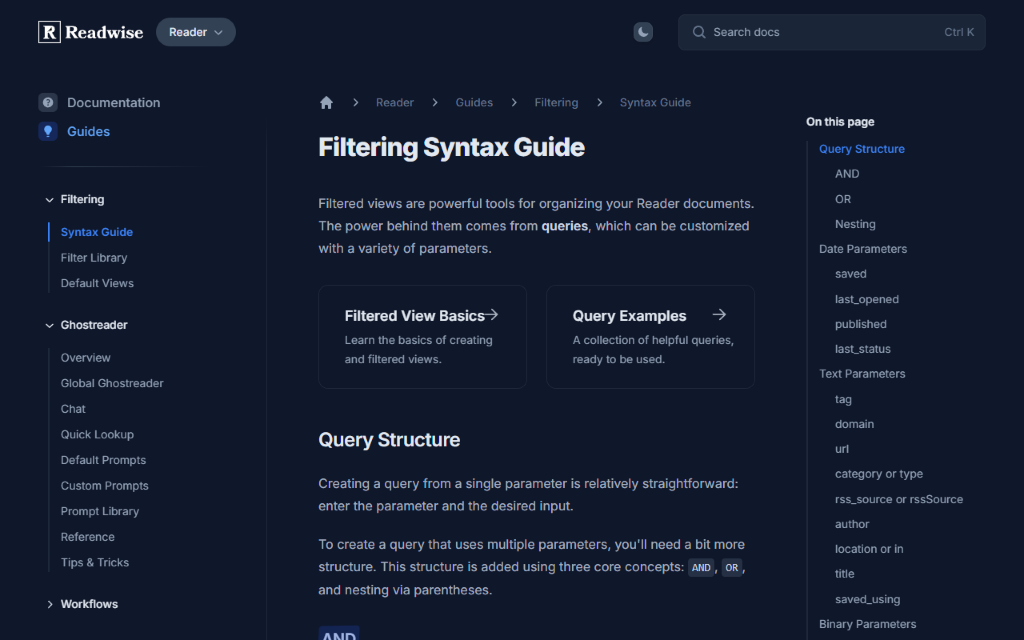 R Readwise
Reader
Search docs
Ctrl K
Documentation
Guides
Filtering
Syntax Guide
Filter Library
Default Views
Ghostreader
Overview
Global Ghostreader
Chat
Quick Lookup
Default Prompts
Custom Prompts
Prompt Library
Reference
Tips & Tricks
Workflows
Reader
Guides
Filtering
Syntax Guide
Filtering Syntax Guide
Filtered views are powerful tools for organizing your Reader documents.
The power behind them comes from queries, which can be customized
with a variety of parameters.
Filtered View Basics
Learn the basics of creating
and filtered views.
Query Examples
A collection of helpful queries,
ready to be used.
Query Structure
Creating a query from a single parameter is relatively straightforward:
enter the parameter and the desired input.
To create a query that uses multiple parameters, you'll need a bit more
structure. This structure is added using three core concepts: AND, OR,
and nesting via parentheses.
AND
On this page
Query Structure
AND
OR
Nesting
Date Parameters
saved
last_opened
published
last_status
Text Parameters
tag
domain
url
category or type
rss_source or rssSource
author
location or in
title
saved_using
Binary Parameters